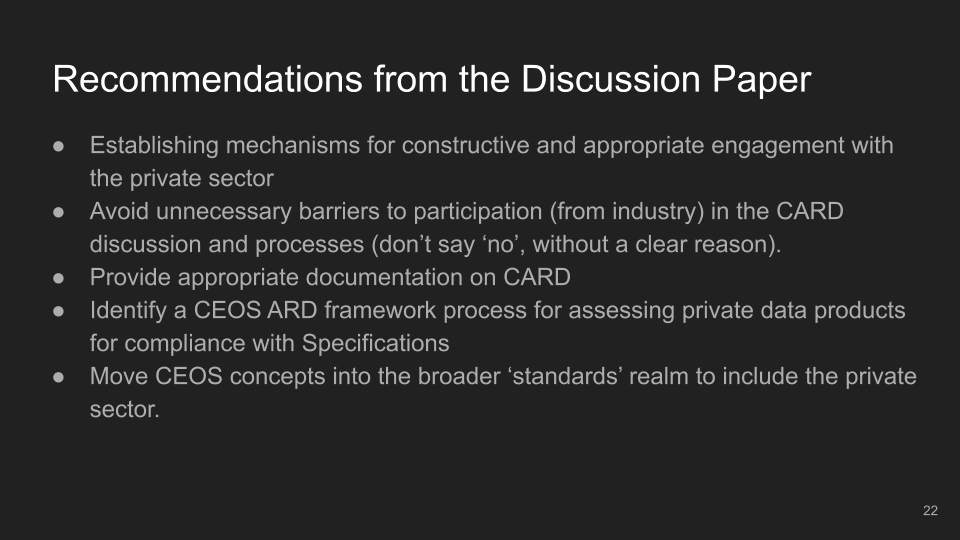 Recommendations from the Discussion Paper
● Establishing mechanisms for constructive and appropriate engagement with
the private sector
● Avoid unnecessary barriers to participation (from industry) in the CARD
discussion and processes (don’t say ‘no’, without a clear reason).
● Provide appropriate documentation on CARD
● Identify a CEOS ARD framework process for assessing private data products
for compliance with Specifications
● Move CEOS concepts into the broader ‘standards’ realm to include the private
sector.
22